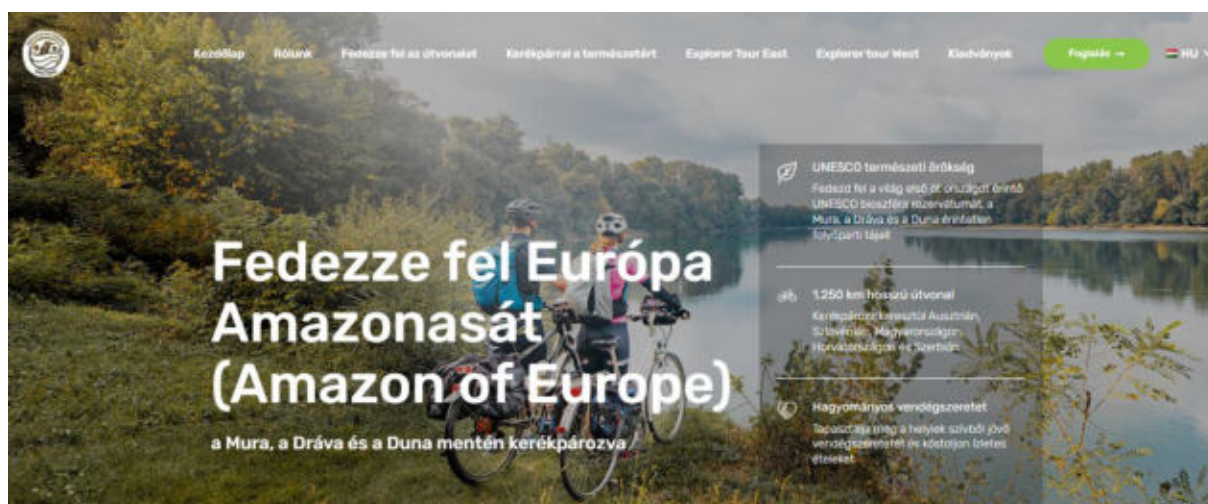 Kezdőlap Rólunk Fedezze fel az útvonalat Kerékpárral a természetért Explorer Tour East Explorer tour West Kiadványok Foglalás → HU
Fedezze fel Európa
Amazonasát
(Amazon of Europe)
a Mura, a Dráva és a Duna mentén kerékpározva
UNESCO természeti örökség
Fedezd fel a világ első öt országot érintő
UNESCO bioszféra rezervátumát, a
Mura, a Dráva és a Duna érintetlen
folyóparti tájait
1.250 km hosszú útvonal
Kerékpározz keresztül Ausztrián,
Szlovénián, Magyarországon,
Horvátországon és Szerbián
Hagyományos vendégszeretet
Tapasztalja meg a helyiek szívből jövő
vendégszeretetét és kóstoljon ízletes
ételeket